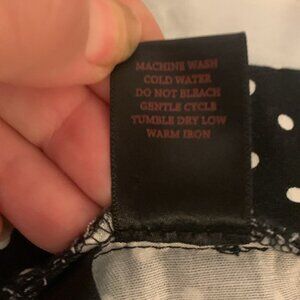 MACHINE WASH
COLD WATER
DO NOT BLEACH
GENTLE CYCLE
TUMBLE DRY LOW
WARM IRON